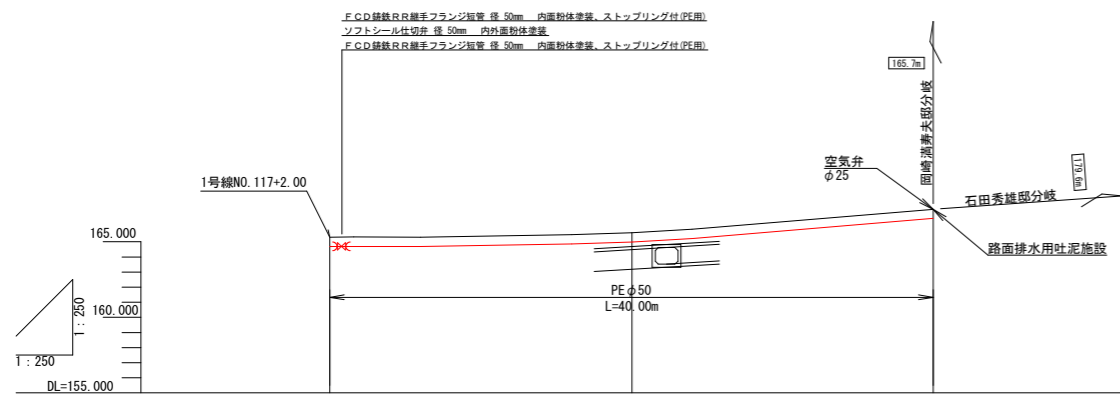 ＦＣＤ鋳鉄ＲＲ継手フランジ短管 径 50mm 内面粉体塗装、ストップリング付(PE用)
ソフトシール仕切弁 径 50mm 内外面粉体塗装
ＦＣＤ鋳鉄ＲＲ継手フランジ短管 径 50mm 内面粉体塗装、ストップリング付(PE用)
165.7m
岡崎満寿夫邸分岐
空気弁
φ25
179.6m
石田秀雄邸分岐
1号線NO.117+2.00
路面排水用吐泥施設
165.000
PEφ50
L=40.00m
160.000
1：250
1：250
DL=155.000